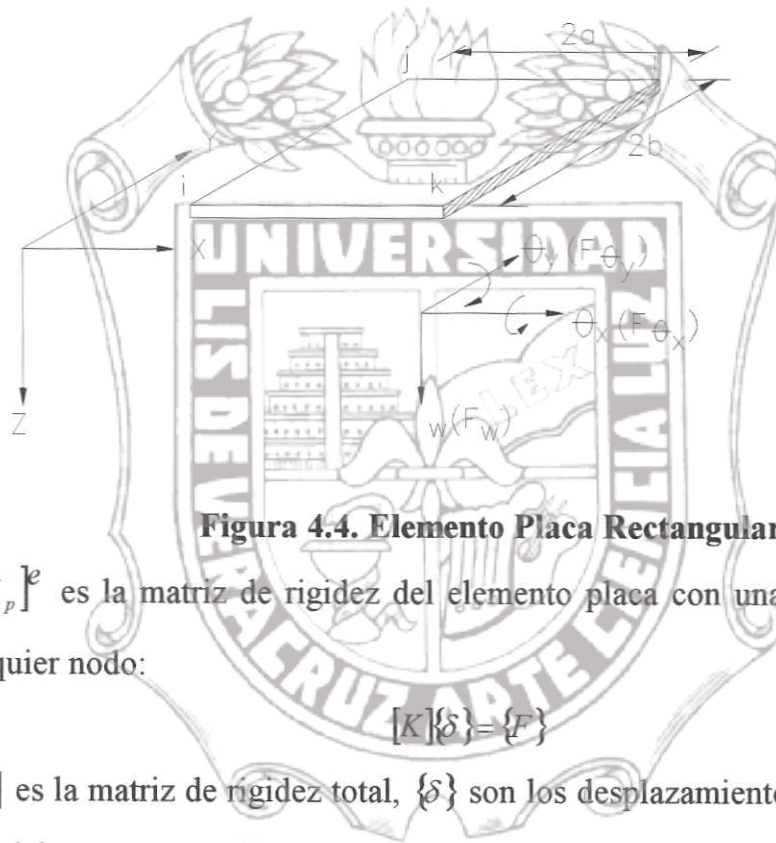 2a
j
l
2b
Y
i
k
X
UNIVERSIDAD
θy (Fθy)
θx (Fθx)
LIS DE VERACRUZ ARTE CIENCIA LUZ
LEX
Z
w(Fw)
Figura 4.4. Elemento Placa Rectangular
p]e es la matriz de rigidez del elemento placa con una
quier nodo:
[K]{δ}={F}
] es la matriz de rigidez total, {δ} son los desplazamiento